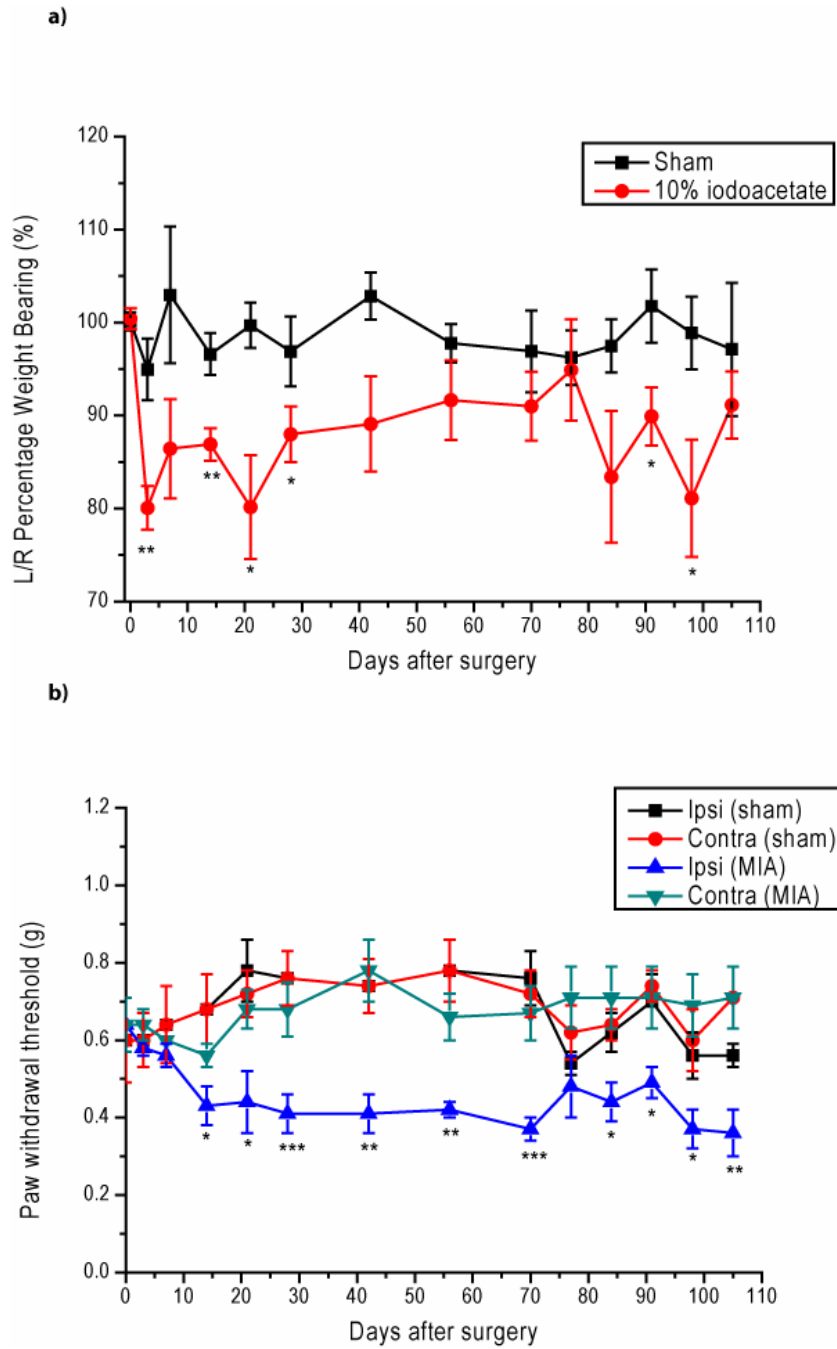 a)
120
110
100
90
80
70
L/R Percentage Weight Bearing (%)
Sham
10% iodoacetate
**
**
*
*
*
*
0 10 20 30 40 50 60 70 80 90 100 110
Days after surgery
b)
1.2
1.0
0.8
0.6
0.4
0.2
0.0
Paw withdrawal threshold (g)
Ipsi (sham)
Contra (sham)
Ipsi (MIA)
Contra (MIA)
* * *** ** ** *** * * * **
0 10 20 30 40 50 60 70 80 90 100 110
Days after surgery